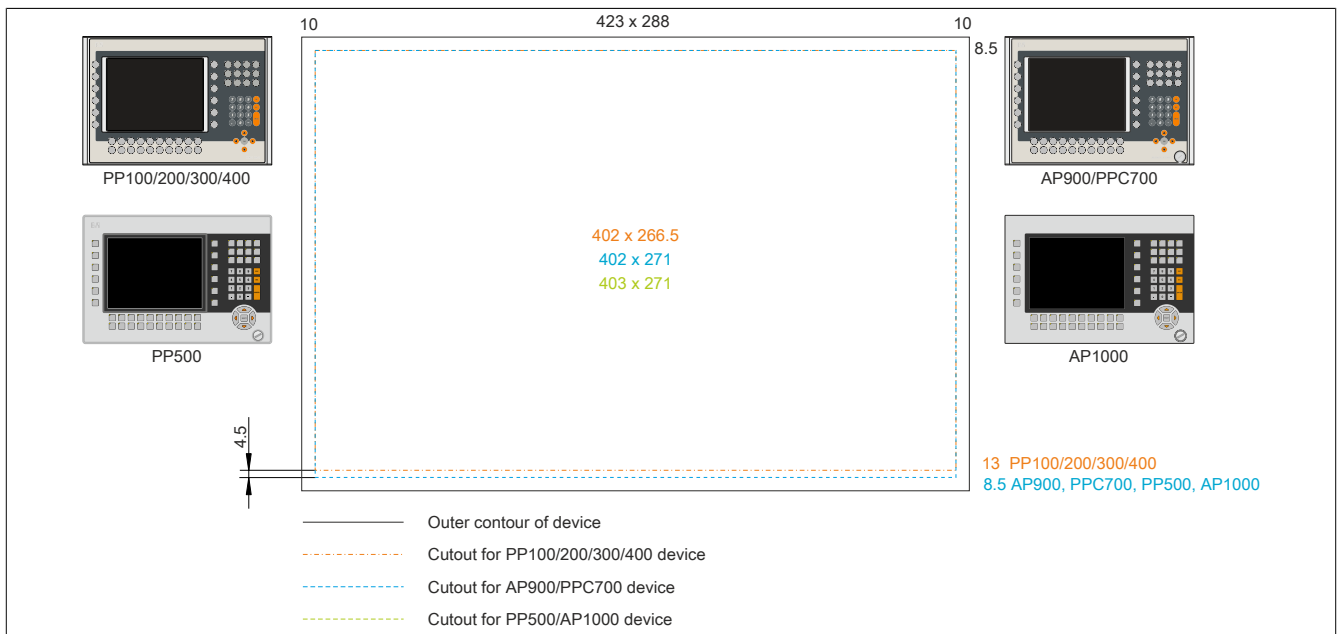 10
423 x 288
10
8.5
PP100/200/300/400
AP900/PPC700
402 x 266.5
402 x 271
403 x 271
PP500
AP1000
4.5
13 PP100/200/300/400
8.5 AP900, PPC700, PP500, AP1000
Outer contour of device
Cutout for PP100/200/300/400 device
Cutout for AP900/PPC700 device
Cutout for PP500/AP1000 device